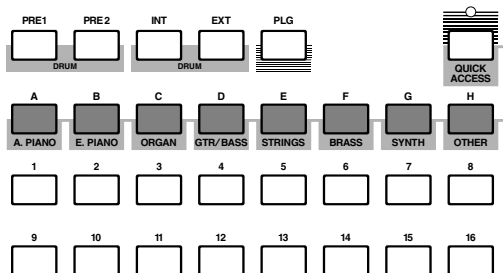 PRE1 PRE2 INT EXT PLG
DRUM DRUM QUICK
ACCESS
A B C D E F G H
A. PIANO E. PIANO ORGAN GTR/BASS STRINGS BRASS SYNTH OTHER
1 2 3 4 5 6 7 8
9 10 11 12 13 14 15 16